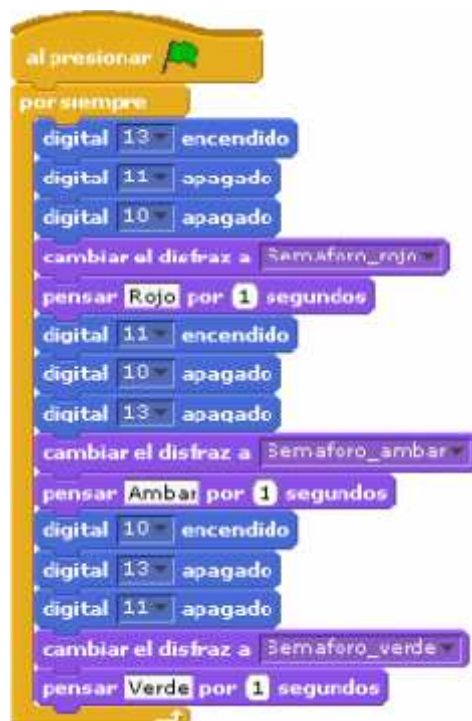 al presionar
por siempre
digital 13 encendido
digital 11 apagado
digital 10 apagado
cambiar el disfraz a Semaforo_rojo
pensar Rojo por 1 segundos
digital 11 encendido
digital 10 apagado
digital 13 apagado
cambiar el disfraz a Semaforo_ambar
pensar Ambar por 1 segundos
digital 10 encendido
digital 13 apagado
digital 11 apagado
cambiar el disfraz a Semaforo_verde
pensar Verde por 1 segundos